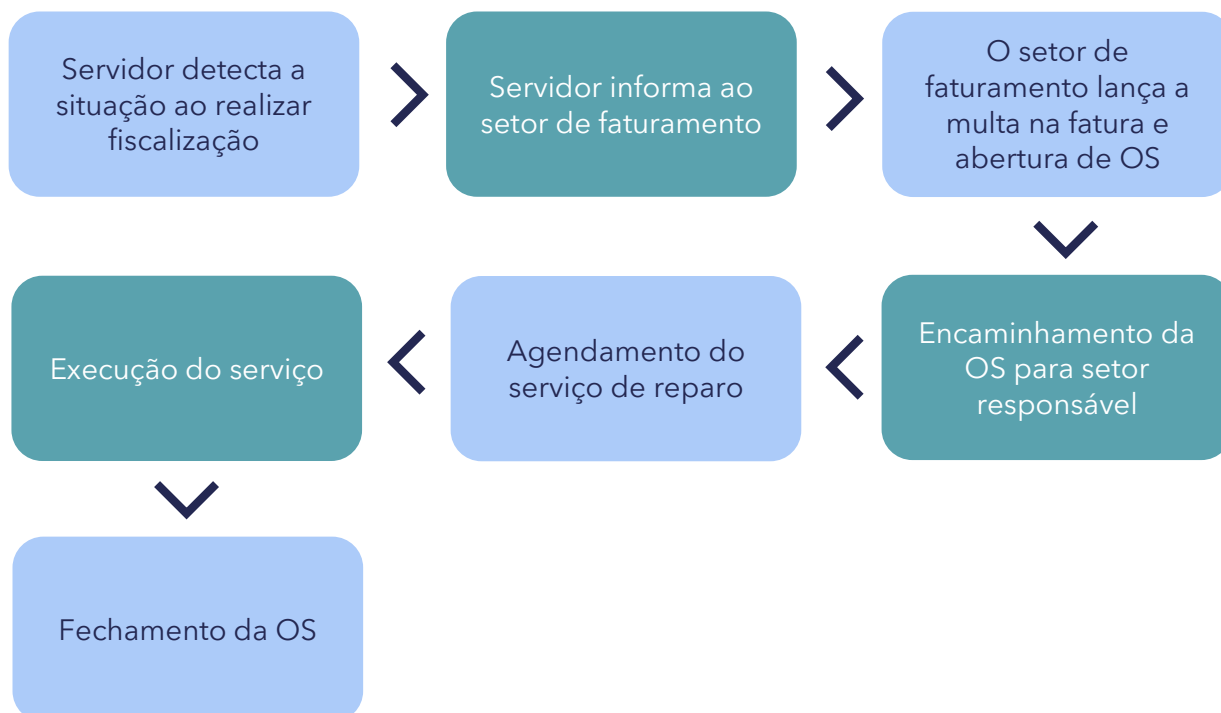 Servidor detecta a
situação ao realizar
fiscalização
Servidor informa ao
setor de faturamento
O setor de
faturamento lança a
multa na fatura e
abertura de OS
Encaminhamento da
OS para setor
responsável
Agendamento do
serviço de reparo
Execução do serviço
Fechamento da OS